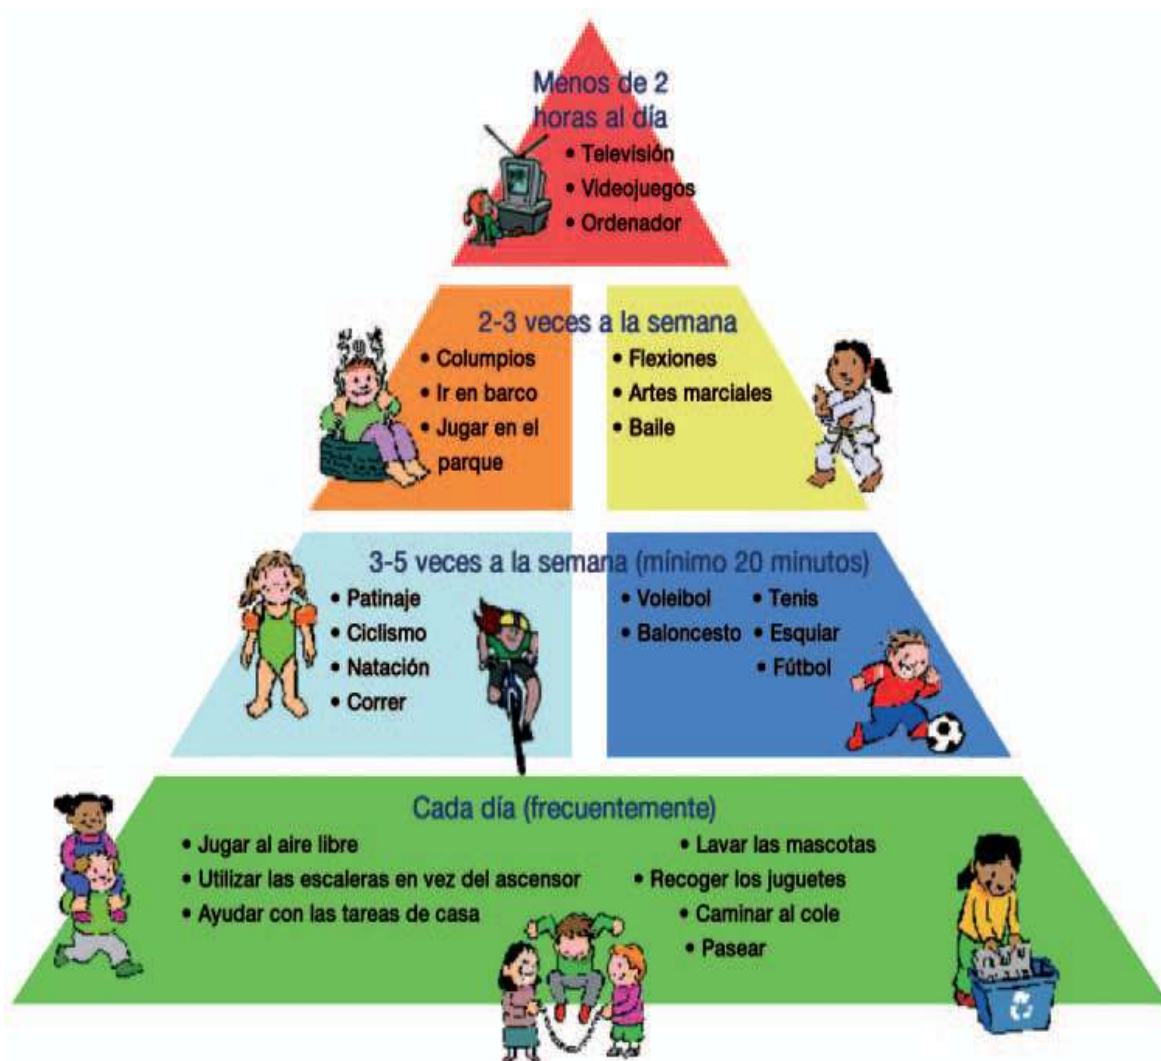 Menos de 2
horas al día
• Televisión
• Videojuegos
• Ordenador
2-3 veces a la semana
• Columpios
• Ir en barco
• Jugar en el
parque
• Flexiones
• Artes marciales
• Baile
3-5 veces a la semana (mínimo 20 minutos)
• Patinaje
• Ciclismo
• Natación
• Correr
• Voleibol
• Baloncesto
• Tenis
• Esquiar
• Fútbol
Cada día (frecuentemente)
• Jugar al aire libre
• Utilizar las escaleras en vez del ascensor
• Ayudar con las tareas de casa
• Lavar las mascotas
• Recoger los juguetes
• Caminar al cole
• Pasear